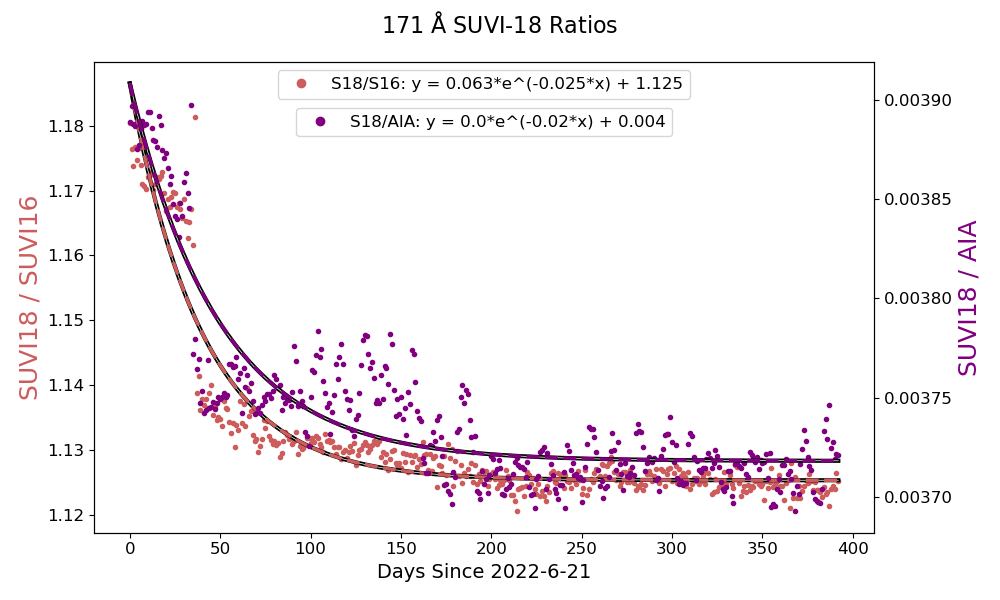 171 Å SUVI-18 Ratios
S18/S16: y = 0.063*e^(-0.025*x) + 1.125
S18/AIA: y = 0.0*e^(-0.02*x) + 0.004
SUVI18 / SUVI16
1.18
1.17
1.16
1.15
1.14
1.13
1.12
0.00390
0.00385
0.00380
0.00375
0.00370
SUVI18 / AIA
0 50 100 150 200 250 300 350 400
Days Since 2022-6-21